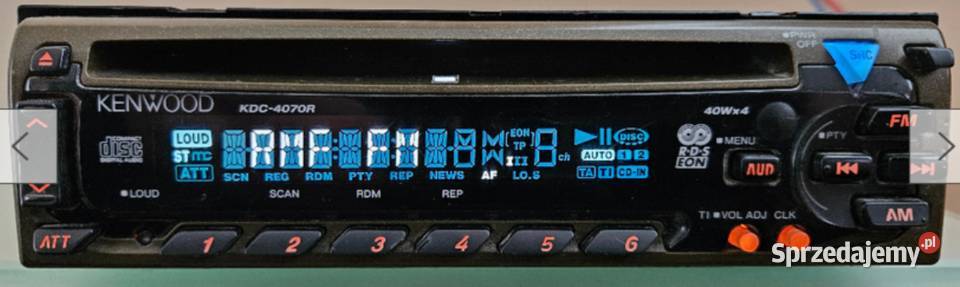 PWR
OFF
SRC
KENWOOD KDC-4070R
40Wx4
FM
COMPACT
disc
DIGITAL AUDIO
LOUD
ST
ATT
RMF FM
EON
TP
ch
DISC
AUTO 1 2
SCN REG RDM PTY REP NEWS AF LO.S TA TI CD-IN
R·D·S
EON
MENU
AUD
PTY
LOUD SCAN RDM REP
TI VOL ADJ CLK
AM
ATT 1 2 3 4 5 6
Sprzedajemy.pl